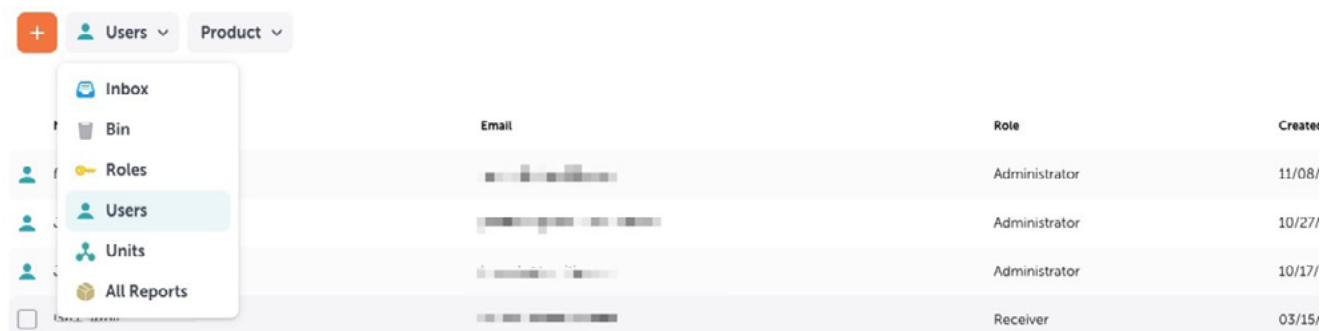 + Users Product
Inbox
Bin
Email Role Created
Roles
Administrator 11/08/
Users
Administrator 10/27/
Units
Administrator 10/17/
All Reports
Receiver 03/15/